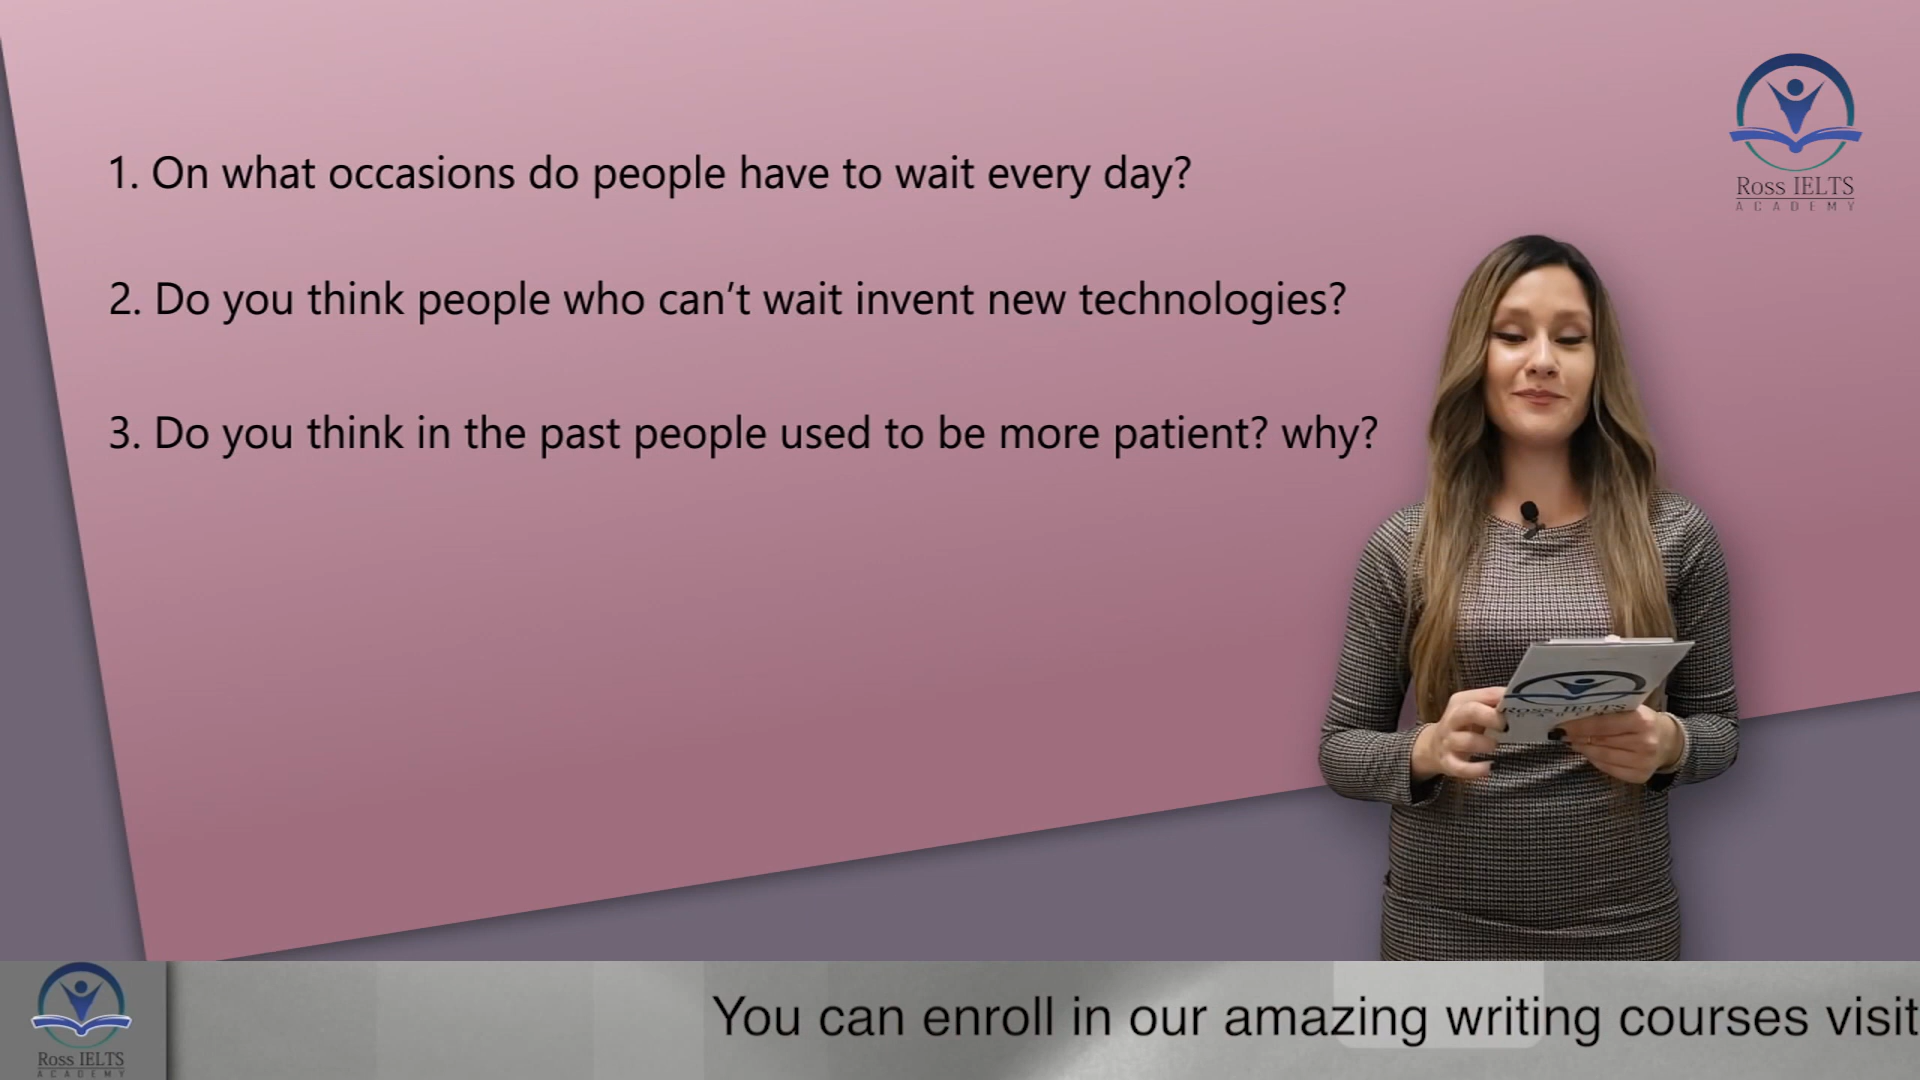 1. On what occasions do people have to wait every day?
2. Do you think people who can’t wait invent new technologies?
3. Do you think in the past people used to be more patient? why?
Ross IELTS
ACADEMY
Ross IELTS
You can enroll in our amazing writing courses visit
Ross IELTS
ACADEMY